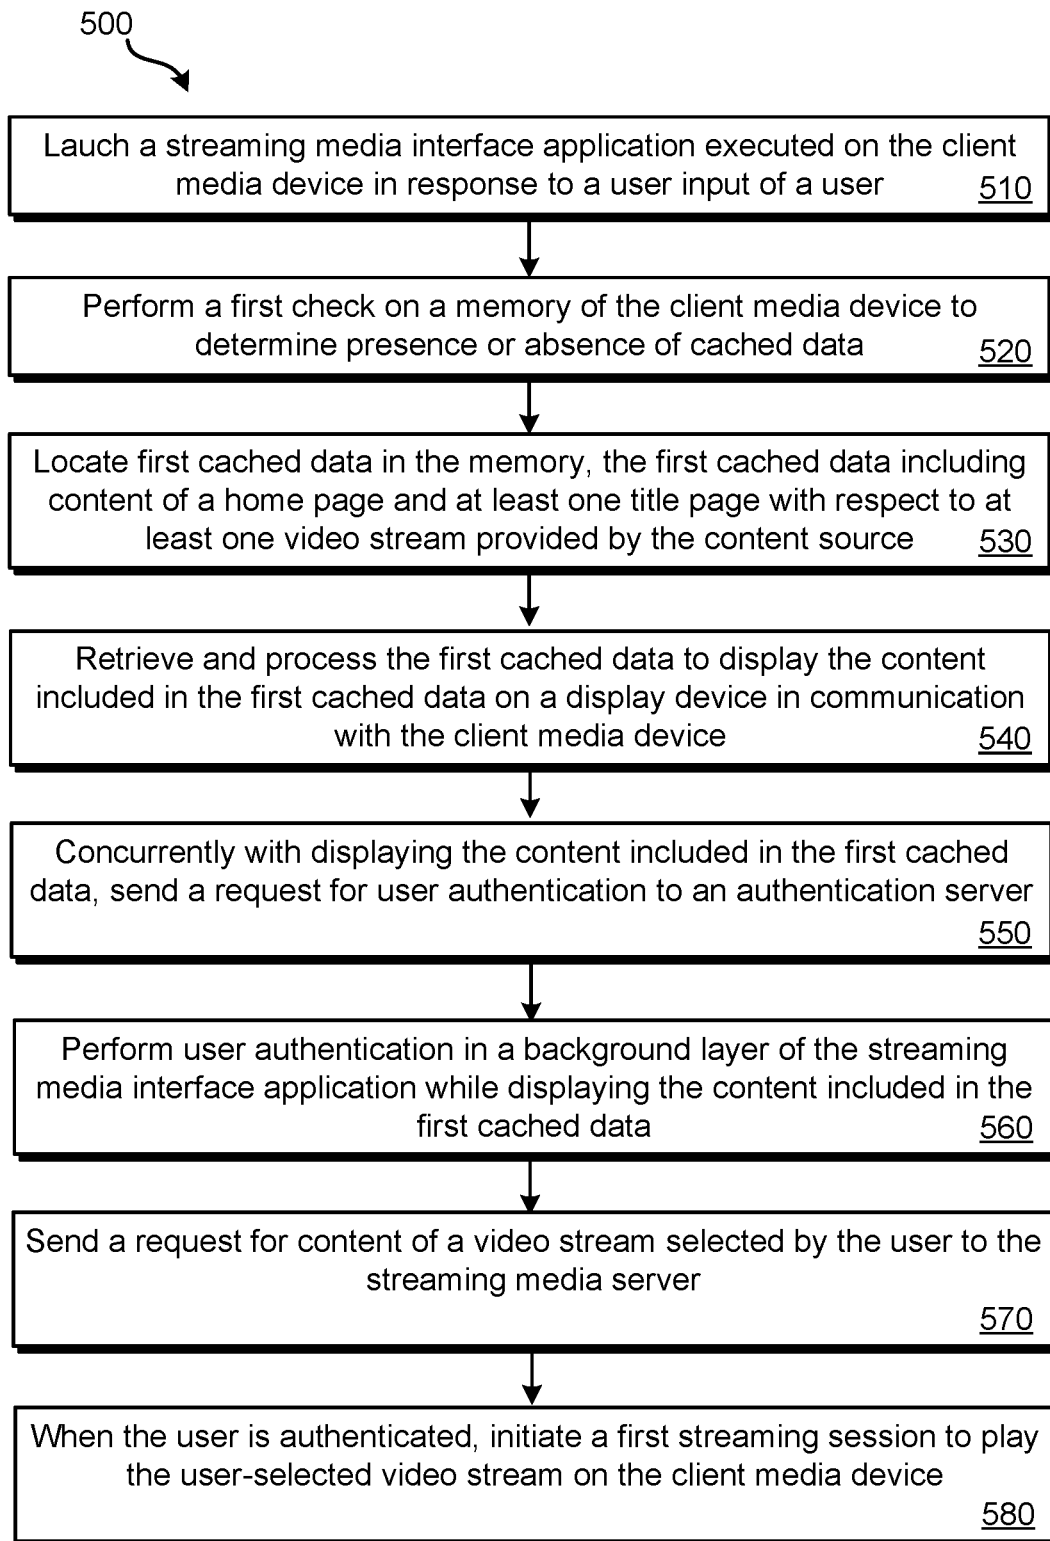 500
Lauch a streaming media interface application executed on the client
media device in response to a user input of a user
510
Perform a first check on a memory of the client media device to
determine presence or absence of cached data
520
Locate first cached data in the memory, the first cached data including
content of a home page and at least one title page with respect to at
least one video stream provided by the content source
530
Retrieve and process the first cached data to display the content
included in the first cached data on a display device in communication
with the client media device
540
Concurrently with displaying the content included in the first cached
data, send a request for user authentication to an authentication server
550
Perform user authentication in a background layer of the streaming
media interface application while displaying the content included in the
first cached data
560
Send a request for content of a video stream selected by the user to the
streaming media server
570
When the user is authenticated, initiate a first streaming session to play
the user-selected video stream on the client media device
580